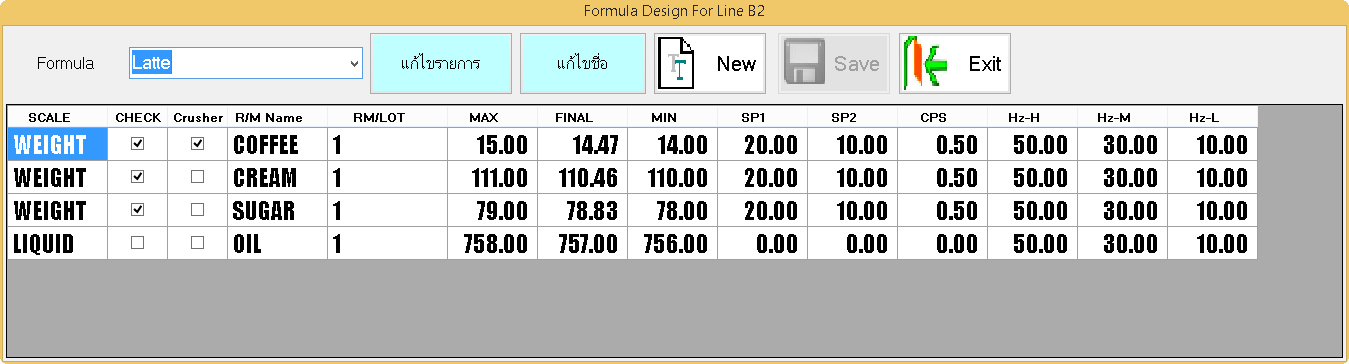 Formula Design For Line B2
Formula Latte แก้ไขรายการ แก้ไขชื่อ New Save Exit
SCALE CHECK Crusher R/M Name RM/LOT MAX FINAL MIN SP1 SP2 CPS Hz-H Hz-M Hz-L
WEIGHT COFFEE 1 15.00 14.47 14.00 20.00 10.00 0.50 50.00 30.00 10.00
WEIGHT CREAM 1 111.00 110.46 110.00 20.00 10.00 0.50 50.00 30.00 10.00
WEIGHT SUGAR 1 79.00 78.83 78.00 20.00 10.00 0.50 50.00 30.00 10.00
LIQUID OIL 1 758.00 757.00 756.00 0.00 0.00 0.00 50.00 30.00 10.00